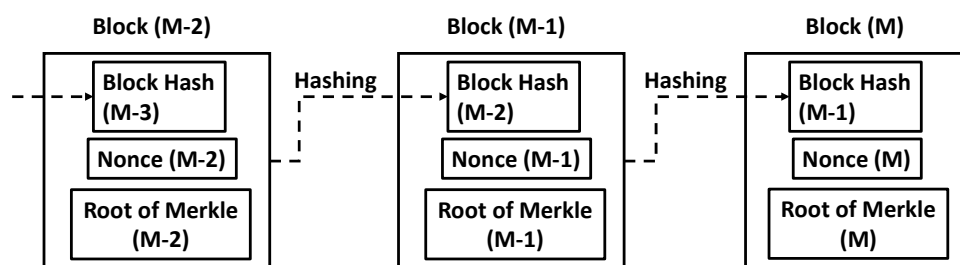 Block (M-2)
Block Hash
(M-3)
Nonce (M-2)
Root of Merkle
(M-2)
Hashing
Block (M-1)
Block Hash
(M-2)
Nonce (M-1)
Root of Merkle
(M-1)
Hashing
Block (M)
Block Hash
(M-1)
Nonce (M)
Root of Merkle
(M)